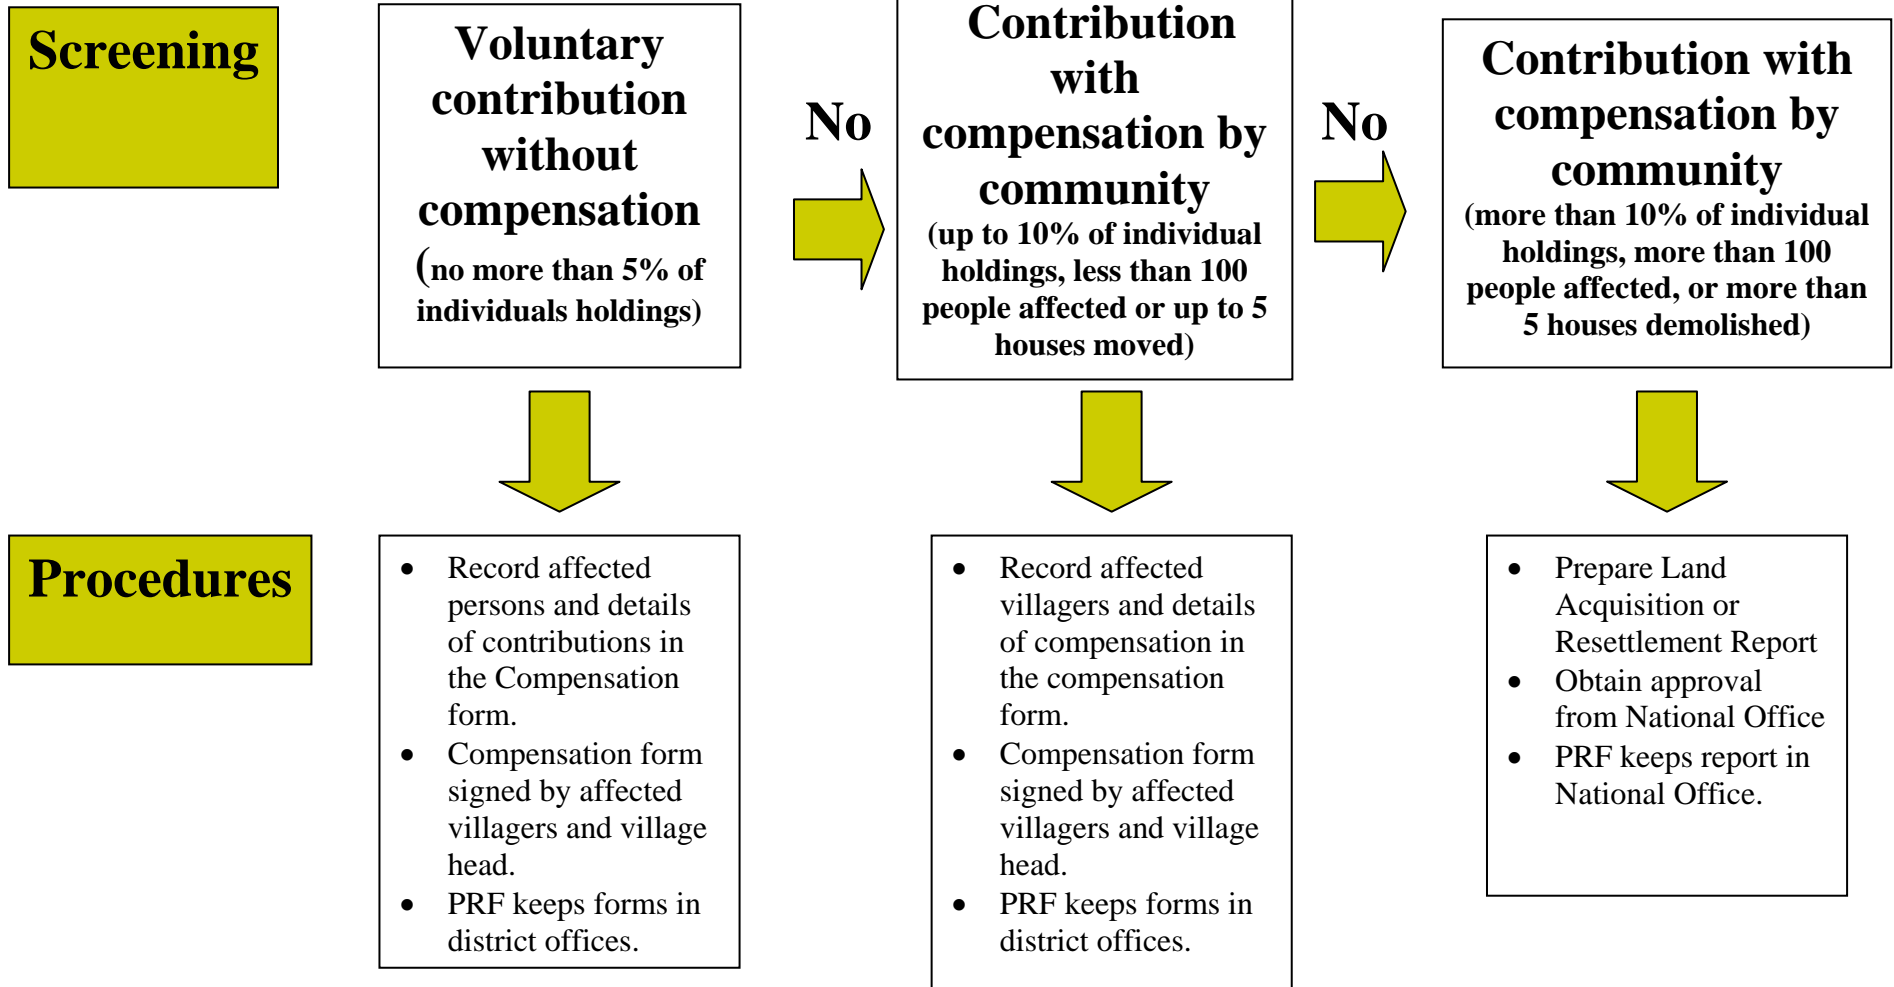 Screening
Voluntary
contribution
without
compensation
(no more than 5% of
individuals holdings)
No
Contribution
with
compensation by
community
(up to 10% of individual
holdings, less than 100
people affected or up to 5
houses moved)
No
Contribution with
compensation by
community
(more than 10% of individual
holdings, more than 100
people affected, or more than
5 houses demolished)
Procedures
• Record affected
persons and details
of contributions in
the Compensation
form.
• Compensation form
signed by affected
villagers and village
head.
• PRF keeps forms in
district offices.
• Record affected
villagers and details
of compensation in
the compensation
form.
• Compensation form
signed by affected
villagers and village
head.
• PRF keeps forms in
district offices.
• Prepare Land
Acquisition or
Resettlement Report
• Obtain approval
from National Office
• PRF keeps report in
National Office.